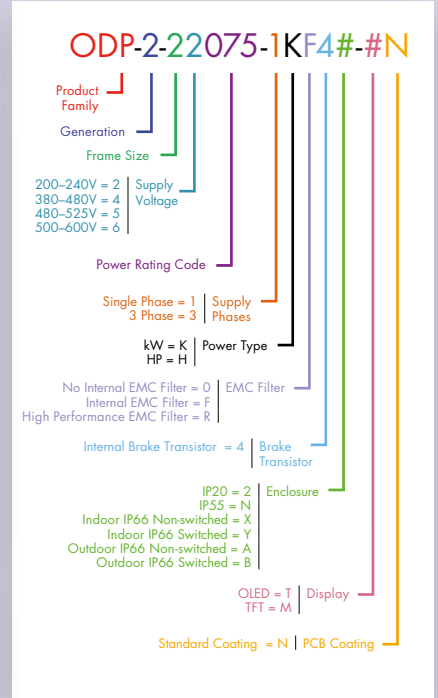 ODP-2-22075-1KF4#-#N
Product
Family
Generation
Frame Size
200–240V = 2
380–480V = 4
480–525V = 5
500–600V = 6
Supply
Voltage
Power Rating Code
Single Phase = 1
3 Phase = 3
Supply
Phases
kW = K
HP = H
Power Type
No Internal EMC Filter = 0
Internal EMC Filter = F
High Performance EMC Filter = R
EMC Filter
Internal Brake Transistor = 4
Brake
Transistor
IP20 = 2
IP55 = N
Indoor IP66 Non-switched = X
Indoor IP66 Switched = Y
Outdoor IP66 Non-switched = A
Outdoor IP66 Switched = B
Enclosure
OLED = T
TFT = M
Display
Standard Coating = N
PCB Coating